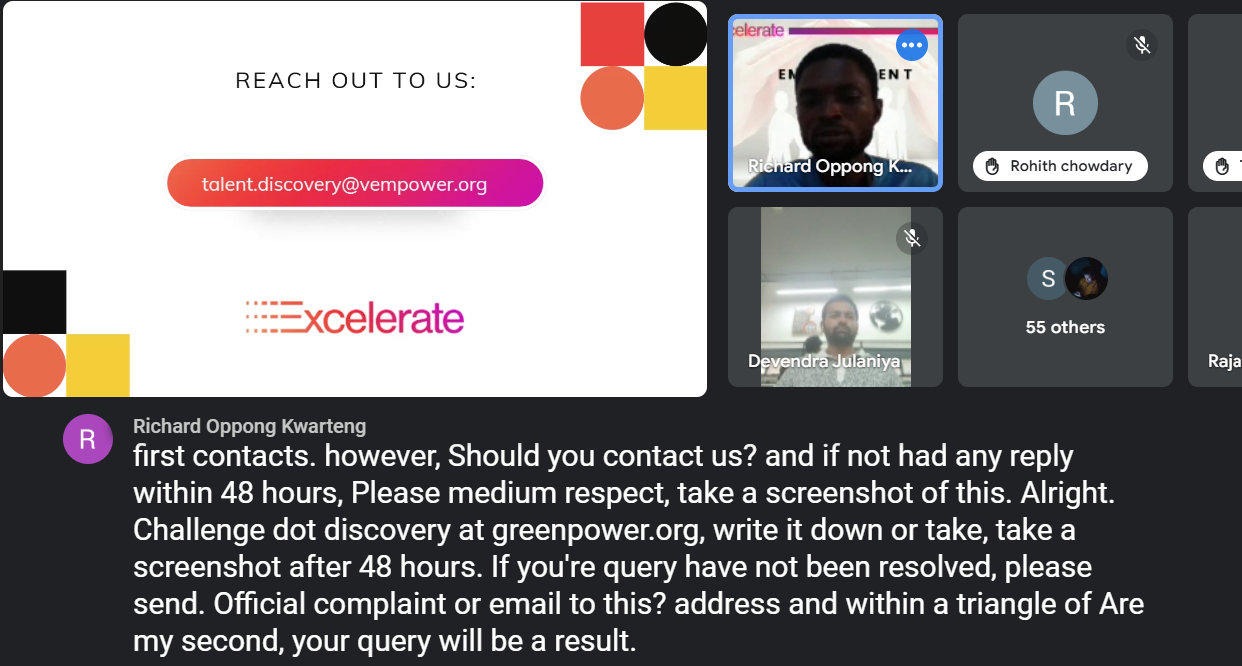 REACH OUT TO US:
talent.discovery@vempower.org
Excelerate
celerate
Richard Oppong K...
R
Rohith chowdary
Devendra Julaniya
S
55 others
Raja
R
Richard Oppong Kwarteng
first contacts. however, Should you contact us? and if not had any reply
within 48 hours, Please medium respect, take a screenshot of this. Alright.
Challenge dot discovery at greenpower.org, write it down or take, take a
screenshot after 48 hours. If you're query have not been resolved, please
send. Official complaint or email to this? address and within a triangle of Are
my second, your query will be a result.